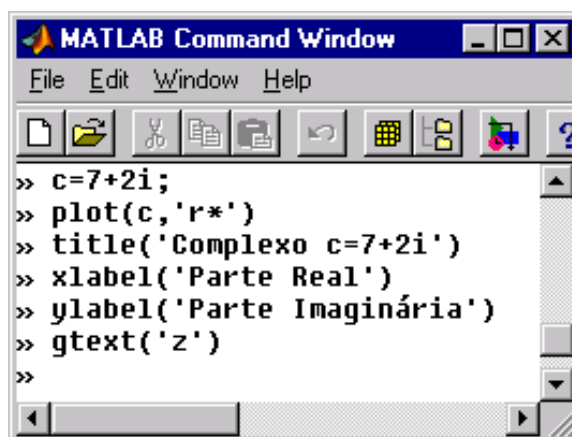 MATLAB Command Window
File Edit Window Help
?
» c=7+2i;
» plot(c,'r*')
» title('Complexo c=7+2i')
» xlabel('Parte Real')
» ylabel('Parte Imaginária')
» gtext('z')
»